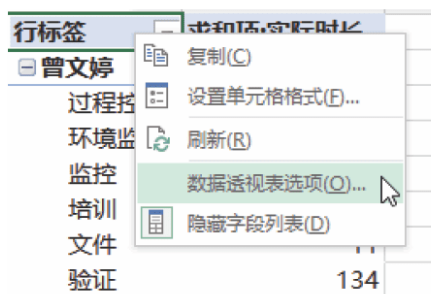 行标签 求和项:实际时长
曾文婷
复制(C)
过程控
设置单元格格式(F)...
环境监
刷新(R)
监控
数据透视表选项(O)...
培训
隐藏字段列表(D)
文件
验证 134